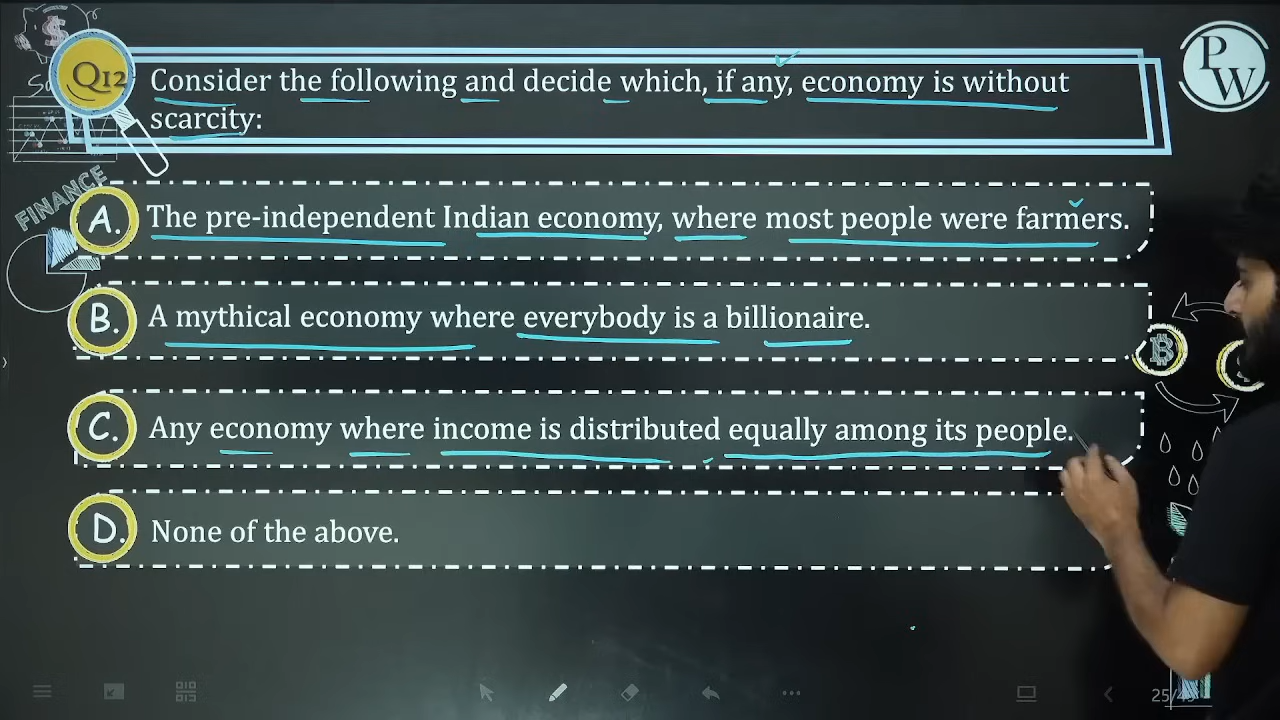 Q12
Consider the following and decide which, if any, economy is without
scarcity:
PW
FINANCE
A. The pre-independent Indian economy, where most people were farmers.
B. A mythical economy where everybody is a billionaire.
C. Any economy where income is distributed equally among its people.
D. None of the above.